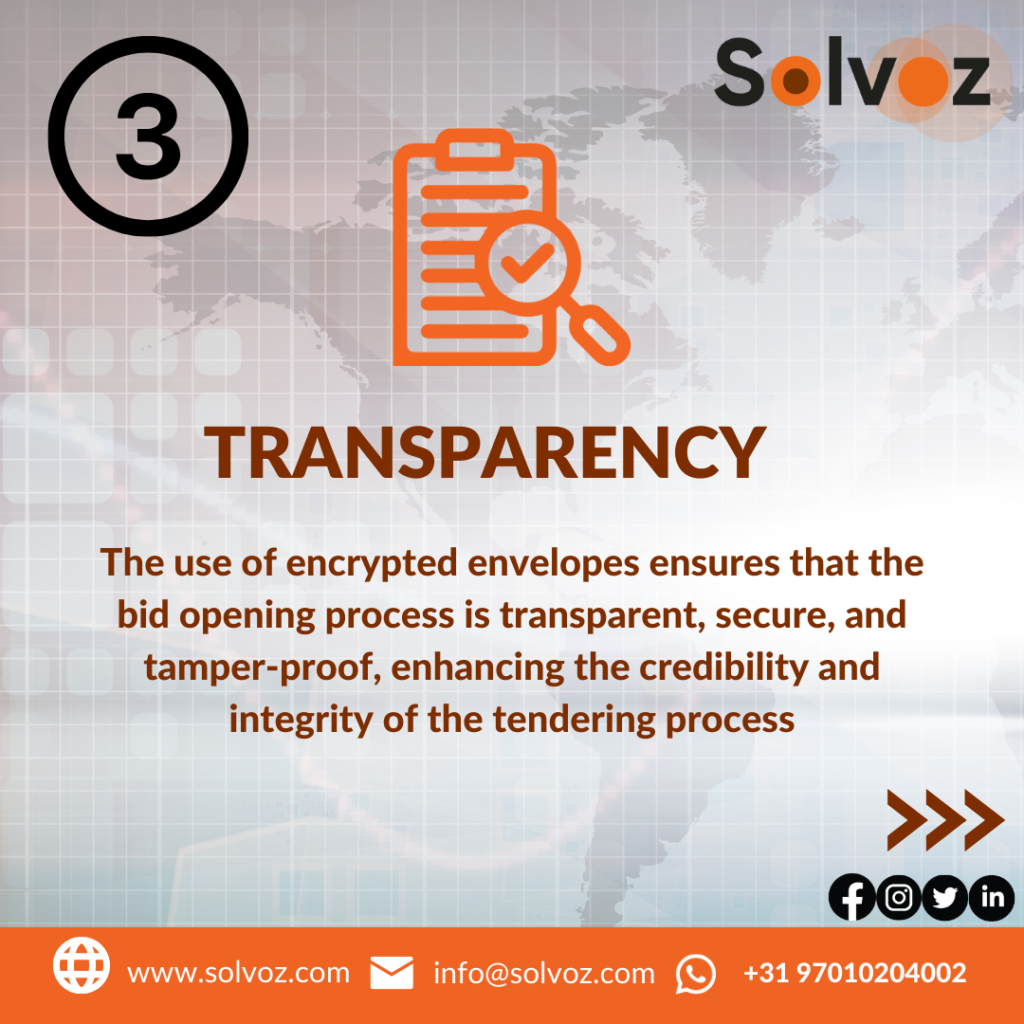 3
Solvoz
TRANSPARENCY
The use of encrypted envelopes ensures that the
bid opening process is transparent, secure, and
tamper-proof, enhancing the credibility and
integrity of the tendering process
www.solvoz.com info@solvoz.com +31 97010204002